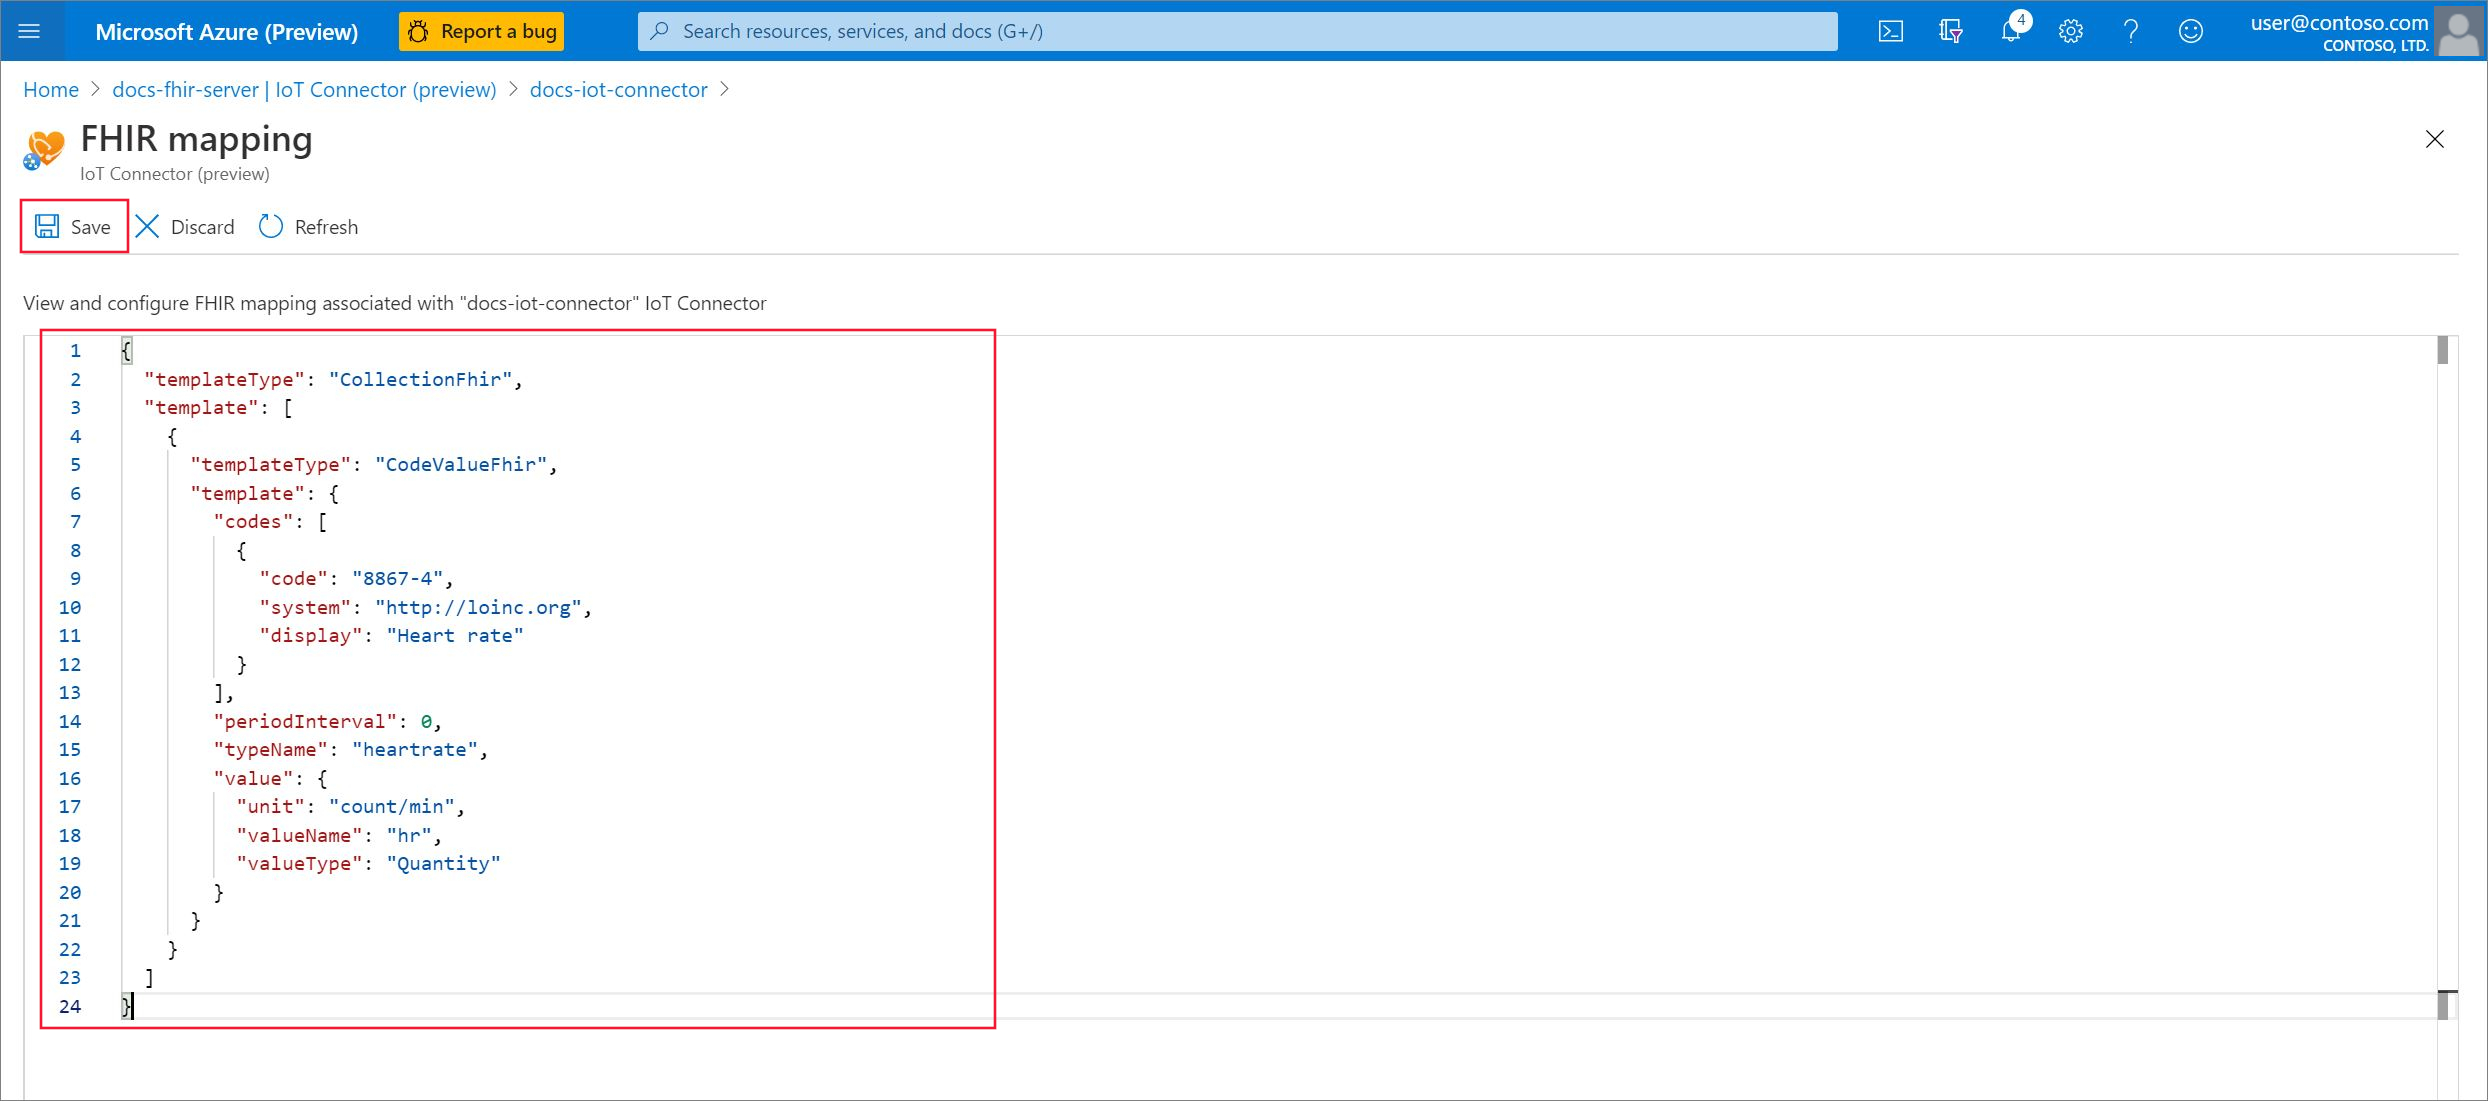 Microsoft Azure (Preview)
Report a bug
Search resources, services, and docs (G+/)
4
user@contoso.com
CONTOSO, LTD.
Home > docs-fhir-server | IoT Connector (preview) > docs-iot-connector >
FHIR mapping
IoT Connector (preview)
Save
Discard
Refresh
View and configure FHIR mapping associated with "docs-iot-connector" IoT Connector
1 {
2 "templateType": "CollectionFhir",
3 "template": [
4 {
5 "templateType": "CodeValueFhir",
6 "template": {
7 "codes": [
8 {
9 "code": "8867-4",
10 "system": "http://loinc.org",
11 "display": "Heart rate"
12 }
13 ],
14 "periodInterval": 0,
15 "typeName": "heartrate",
16 "value": {
17 "unit": "count/min",
18 "valueName": "hr",
19 "valueType": "Quantity"
20 }
21 }
22 }
23 ]
24 }